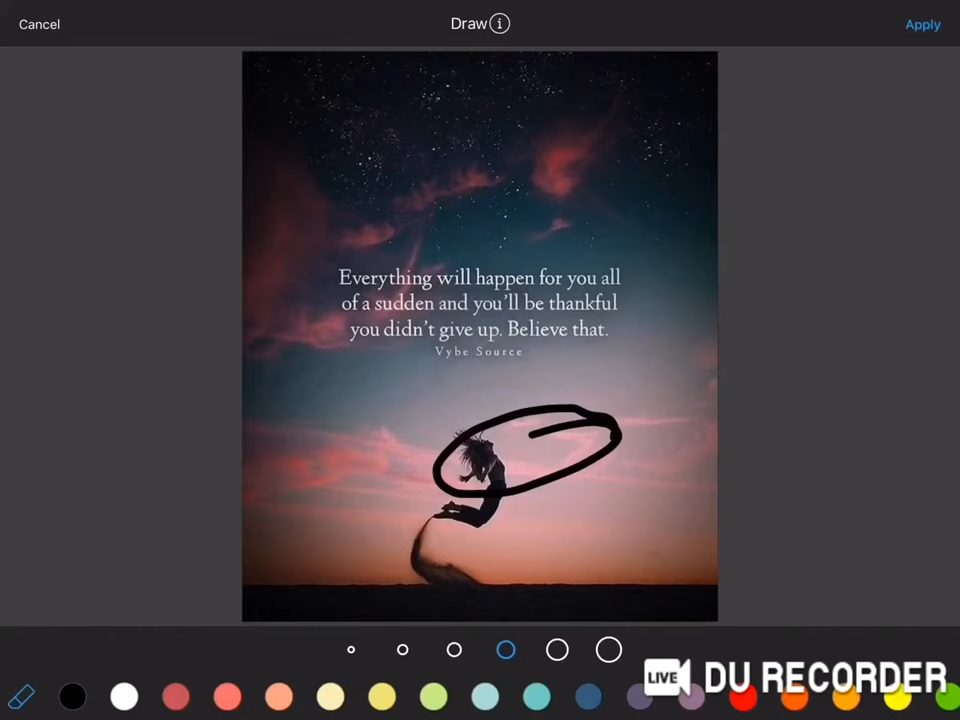 Cancel
Draw
Apply
Everything will happen for you all
of a sudden and you'll be thankful
you didn't give up. Believe that.
Vybe Source
LIVE DU RECORDER